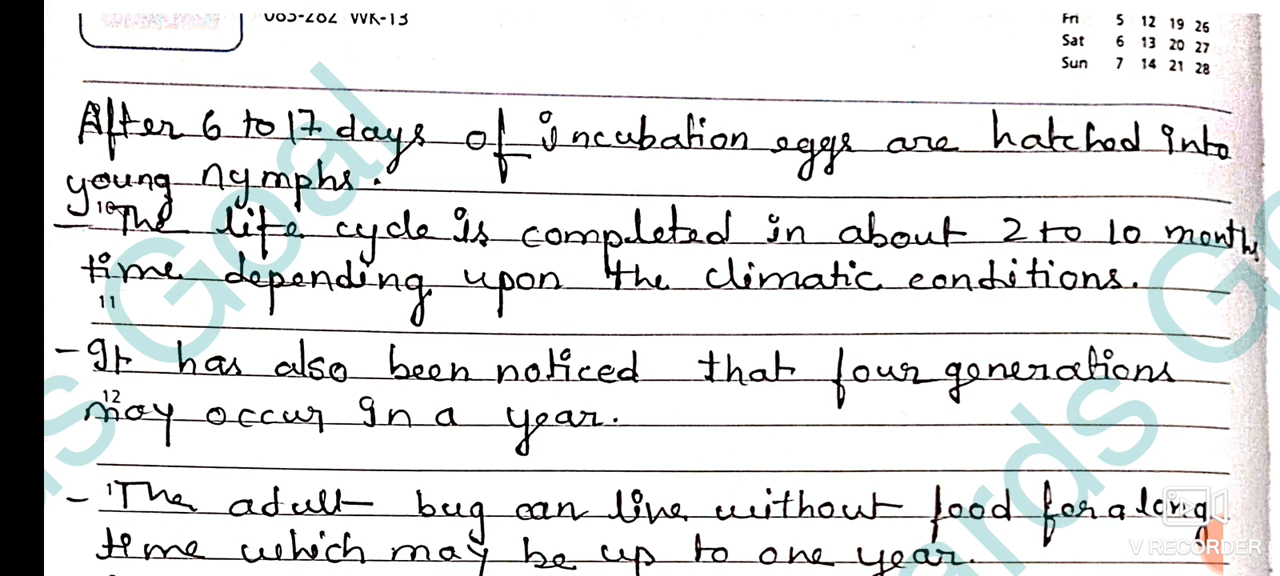 083-282 WK-13
Fri 5 12 19 26
Sat 6 13 20 27
Sun 7 14 21 28
After 6 to 17 days of incubation eggs are hatched into
young nymphs.
10
- The life cycle is completed in about 2 to 10 month
time depending upon the climatic conditions.
11
- It has also been noticed that four generations
12
may occur in a year.
- The adult bug can live without food for a long
1
time which may be up to one year.
Goal
Goal
V RECORDER